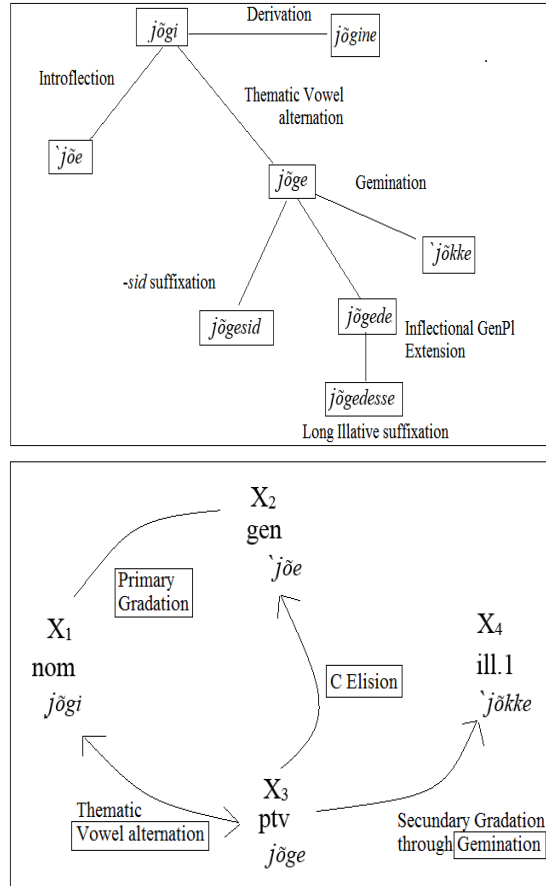 Derivation
jõgi
jõgine
Introflection
Thematic Vowel
alternation
`jõe
jõge
Gemination
`jõkke
-sid suffixation
jõgesid
jõgede
Inflectional GenPl
Extension
jõgedesse
Long Illative suffixation
X2
gen
`jõe
Primary
Gradation
X1
nom
jõgi
X4
ill.1
`jõkke
C Elision
Thematic
Vowel alternation
X3
ptv
jõge
Secundary Gradation
through Gemination